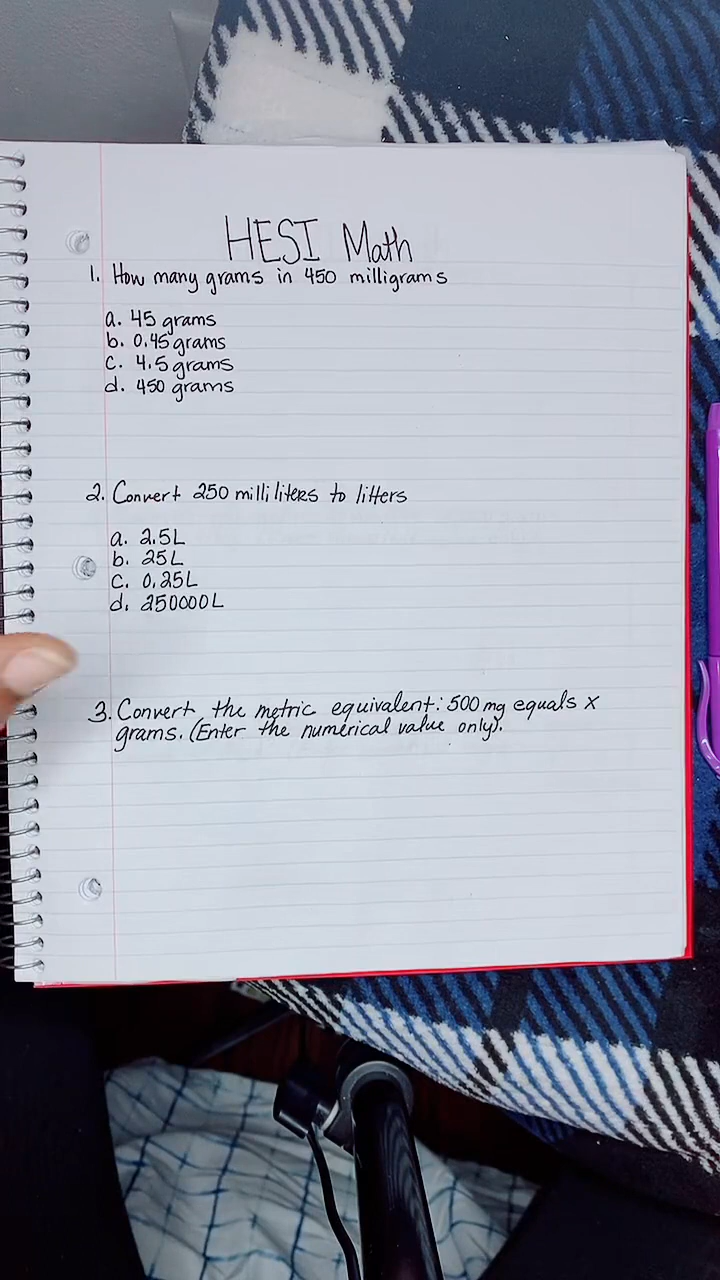 HESI Math
1. How many grams in 450 milligrams
a. 45 grams
b. 0.45 grams
c. 4.5 grams
d. 450 grams
2. Convert 250 milliliters to litters
a. 2.5L
b. 25L
c. 0.25L
d. 250000L
3. Convert the metric equivalent: 500 mg equals x
grams. (Enter the numerical value only).